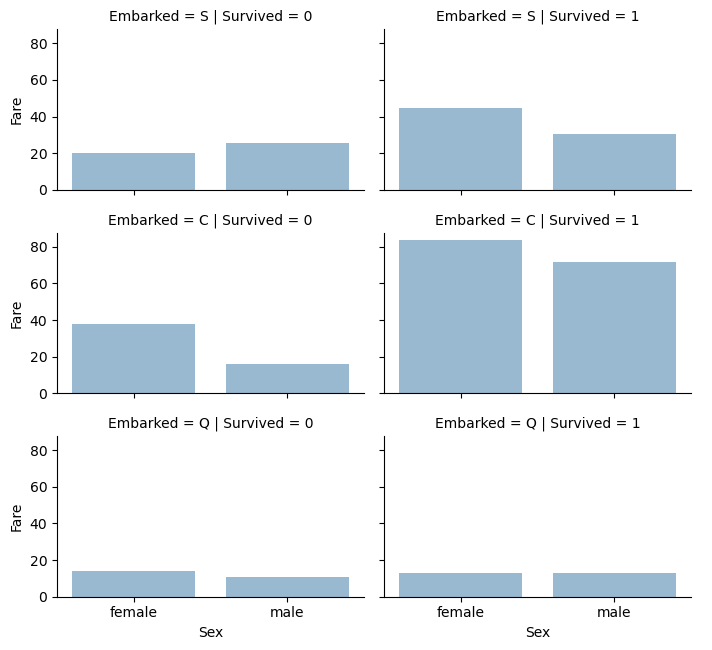 Embarked = S | Survived = 0
Embarked = S | Survived = 1
80
60
40
20
0
Fare
Embarked = C | Survived = 0
Embarked = C | Survived = 1
80
60
40
20
0
Fare
Embarked = Q | Survived = 0
Embarked = Q | Survived = 1
80
60
40
20
0
Fare
female
male
female
male
Sex
Sex